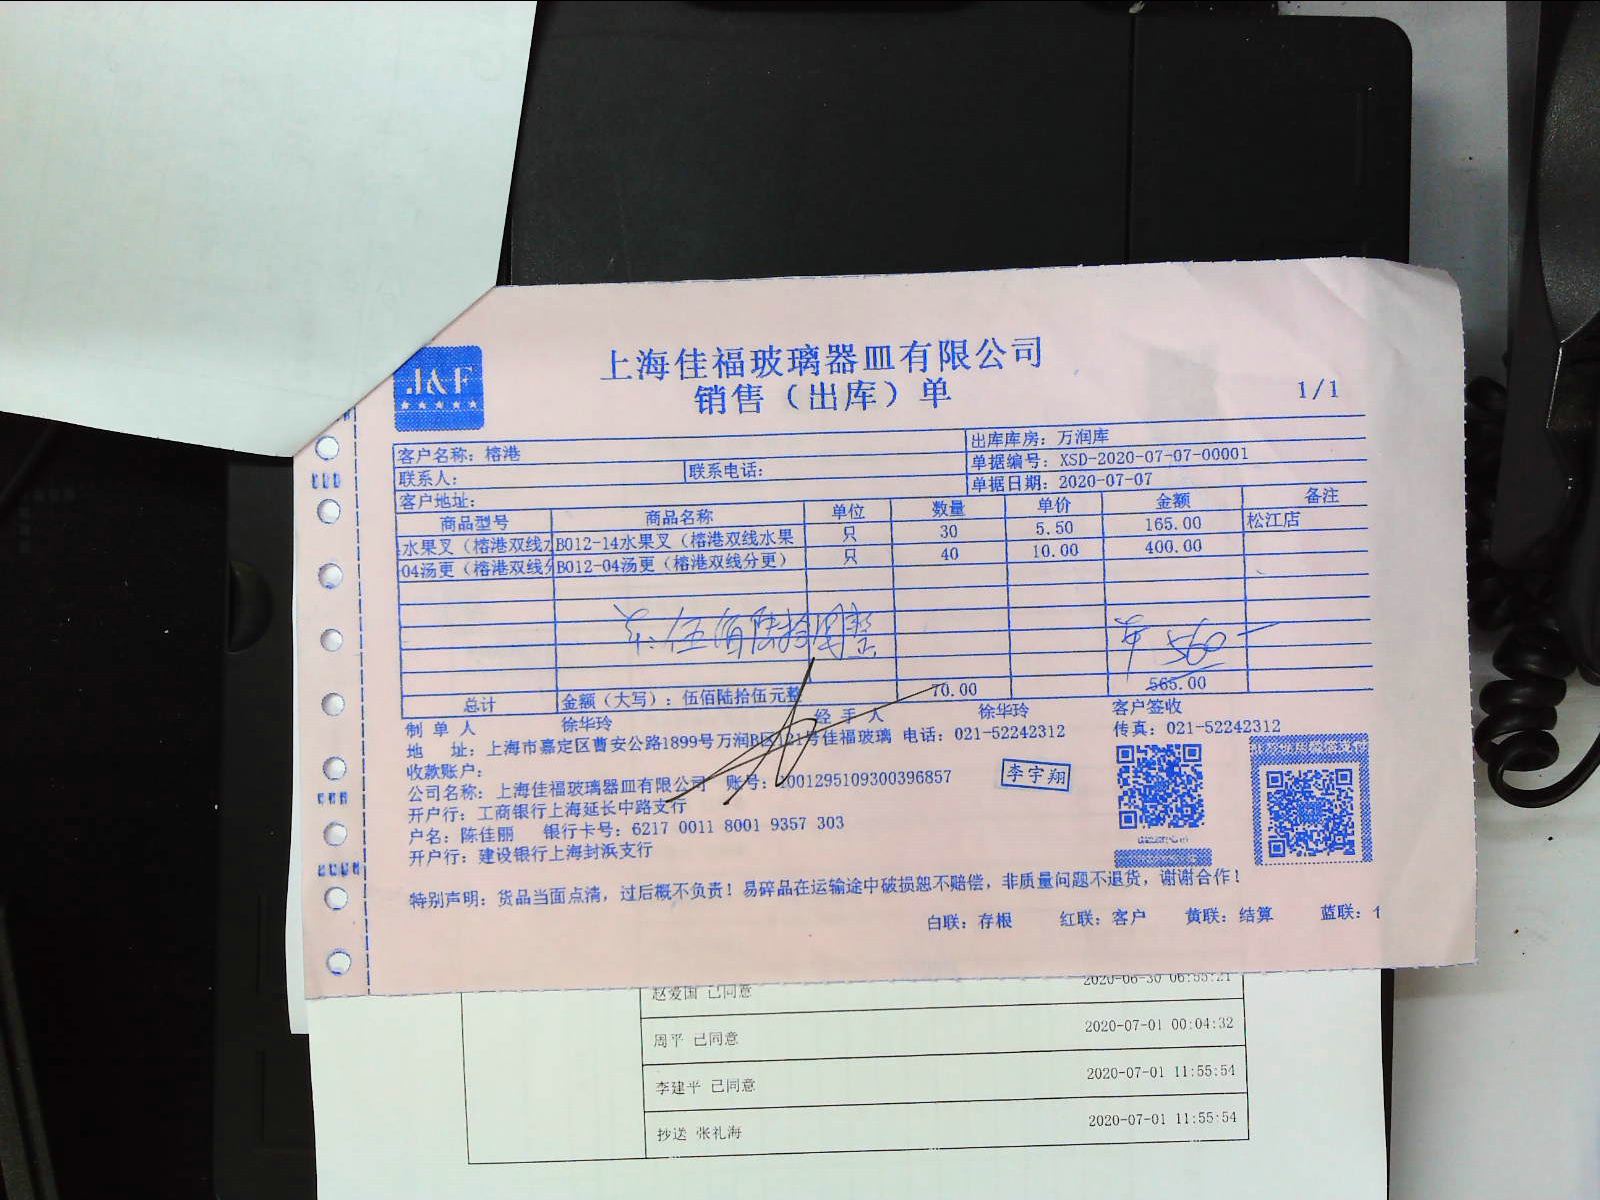 J&F
上海佳福玻璃器皿有限公司
销售（出库）单
1/1
客户名称：榕港
出库库房：万润库
联系人：
联系电话：
单据编号：XSD-2020-07-07-00001
客户地址：
单据日期：2020-07-07
商品型号 商品名称 单位 数量 单价 金额 备注
水果叉（榕港双线 B012-14水果叉（榕港双线水果 只 30 5.50 165.00 松江店
04汤更（榕港双线分 B012-04汤更（榕港双线分更） 只 40 10.00 400.00
伍佰陆拾圆整 560
总计 金额（大写）：伍佰陆拾伍元整 70.00 565.00
制单人 徐华玲 经手人 徐华玲 客户签收
地 址：上海市嘉定区曹安公路1899号万润B区121号佳福玻璃 电话：021-52242312 传真：021-52242312
收款账户：
公司名称：上海佳福玻璃器皿有限公司 账号：1001295109300396857
李宇翔
开户行：工商银行上海延长中路支行
户名：陈佳丽 银行卡号：6217 0011 8001 9357 303
开户行：建设银行上海封浜支行
特别声明：货品当面点清，过后概不负责！易碎品在运输途中破损恕不赔偿，非质量问题不退货，谢谢合作！
白联：存根 红联：客户 黄联：结算 蓝联：
赵爱国 已同意 2020-06-30 06:55:21
周平 已同意 2020-07-01 00:04:32
李建平 已同意 2020-07-01 11:55:54
抄送 张礼海 2020-07-01 11:55:54